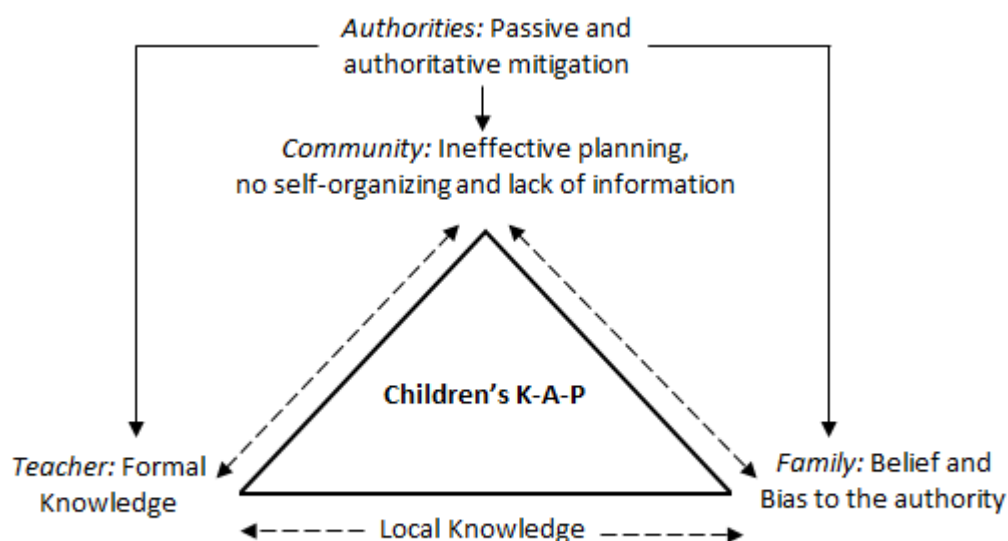 Authorities: Passive and
authoritative mitigation
Community: Ineffective planning,
no self-organizing and lack of information
Children's K-A-P
Teacher: Formal
Knowledge
Family: Belief and
Bias to the authority
Local Knowledge